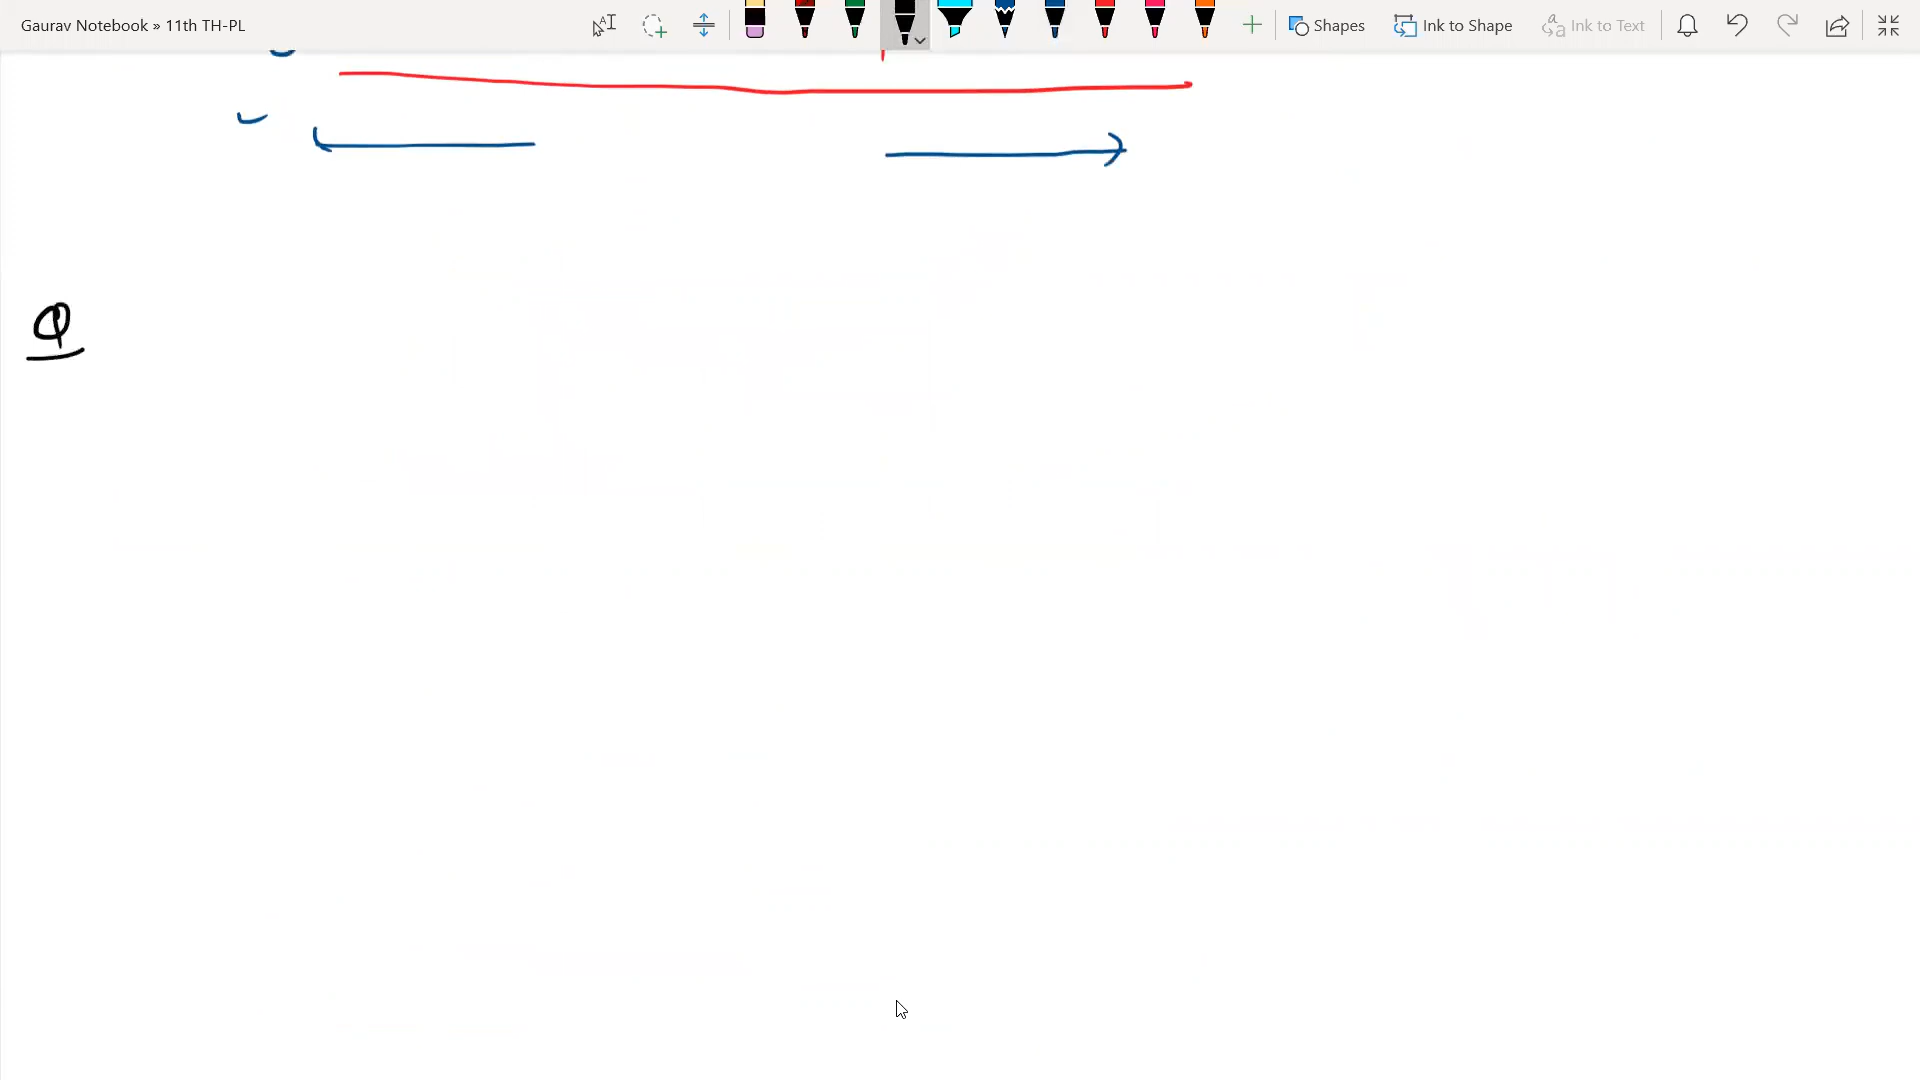 Gaurav Notebook » 11th TH-PL
Shapes
Ink to Shape
Ink to Text
Q